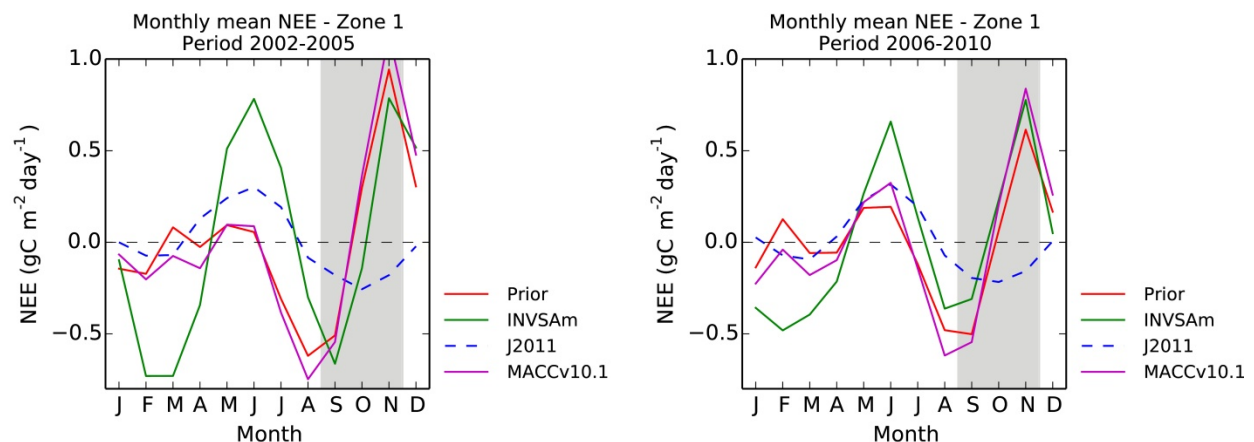 Monthly mean NEE - Zone 1
Period 2002-2005
NEE (gC m⁻² day⁻¹ )
1.0
0.5
0.0
−0.5
J F M A M J J A S O N D
Month
Prior
INVSAm
J2011
MACCv10.1
Monthly mean NEE - Zone 1
Period 2006-2010
NEE (gC m⁻² day⁻¹ )
1.0
0.5
0.0
−0.5
J F M A M J J A S O N D
Month
Prior
INVSAm
J2011
MACCv10.1